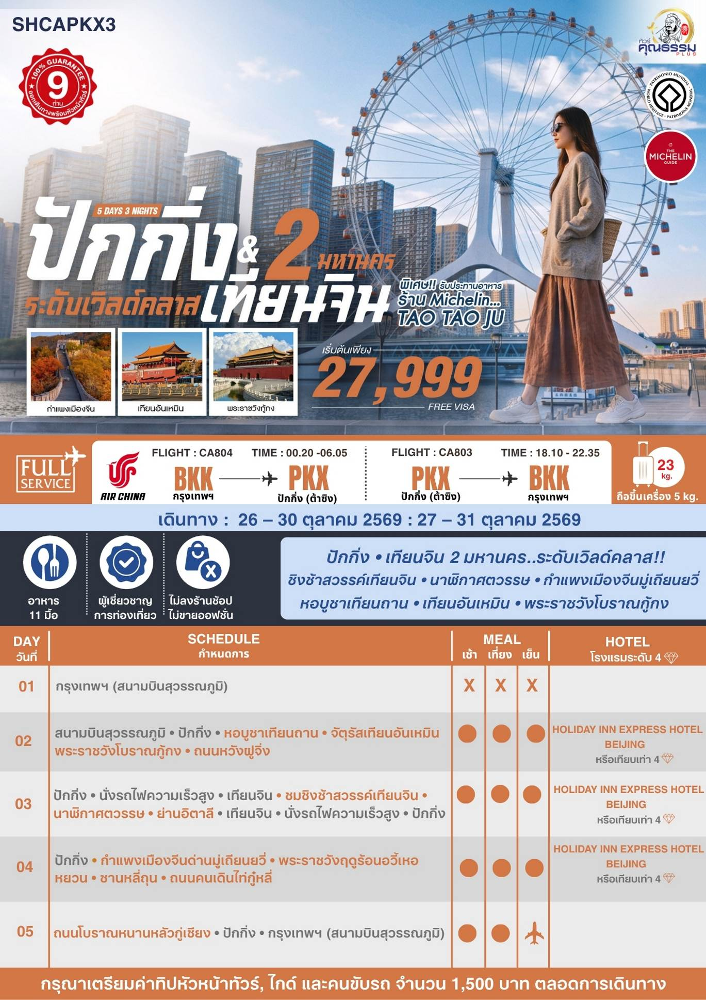 SHCAPKX3
ทัวร์
คุณธรรม
PLUS
100% GUARANTEE
9
ท่าน
ออกเดินทางพร้อมหัวหน้าทัวร์
WORLD HERITAGE • PATRIMONIO MUNDIAL • PATRIMOINE MONDIAL
THE
MICHELIN
GUIDE
5 DAYS 3 NIGHTS
ปักกิ่ง & 2 มหานคร
ระดับเวิลด์คลาส เทียนจิน
พิเศษ!! รับประทานอาหาร
ร้าน Michelin...
TAO TAO JU
เริ่มต้นเพียง
27,999
FREE VISA
กำแพงเมืองจีน
เทียนอันเหมิน
พระราชวังกู้กง
FULL
SERVICE
AIR CHINA
FLIGHT : CA804 TIME : 00.20 -06.05
BKK PKX
กรุงเทพฯ ปักกิ่ง (ต้าซิง)
FLIGHT : CA803 TIME : 18.10 - 22.35
PKX BKK
ปักกิ่ง (ต้าซิง) กรุงเทพฯ
23
kg.
ถือขึ้นเครื่อง 5 kg.
เดินทาง : 26 – 30 ตุลาคม 2569 : 27 – 31 ตุลาคม 2569
อาหาร
11 มื้อ
ผู้เชี่ยวชาญ
การท่องเที่ยว
ไม่ลงร้านช้อป
ไม่ขายออฟชั่น
ปักกิ่ง • เทียนจิน 2 มหานคร..ระดับเวิลด์คลาส!!
ชิงช้าสวรรค์เทียนจิน • นาฬิกาศตวรรษ • กำแพงเมืองจีนมู่เถียนยวี่
หอบูชาเทียนถาน • เทียนอันเหมิน • พระราชวังโบราณกู้กง
DAY SCHEDULE MEAL HOTEL
วันที่ กำหนดการ เช้า เที่ยง เย็น โรงแรมระดับ 4
01 กรุงเทพฯ (สนามบินสุวรรณภูมิ) X X X
02
สนามบินสุวรรณภูมิ • ปักกิ่ง • หอบูชาเทียนถาน • จัตุรัสเทียนอันเหมิน
พระราชวังโบราณกู้กง • ถนนหวังฝูจิ่ง
HOLIDAY INN EXPRESS HOTEL
BEIJING
หรือเทียบเท่า 4
03
ปักกิ่ง • นั่งรถไฟความเร็วสูง • เทียนจิน • ชมชิงช้าสวรรค์เทียนจิน •
นาฬิกาศตวรรษ • ย่านอิตาลี • เทียนจิน • นั่งรถไฟความเร็วสูง • ปักกิ่ง
HOLIDAY INN EXPRESS HOTEL
BEIJING
หรือเทียบเท่า 4
04
ปักกิ่ง • กำแพงเมืองจีนด่านมู่เถียนยวี่ • พระราชวังฤดูร้อนอวี้เหอ
หยวน • ซานหลี่ถุน • ถนนคนเดินไท่กู๋หลี่
HOLIDAY INN EXPRESS HOTEL
BEIJING
หรือเทียบเท่า 4
05 ถนนโบราณหนานหลัวกู่เซียง • ปักกิ่ง • กรุงเทพฯ (สนามบินสุวรรณภูมิ)
กรุณาเตรียมค่าทิปหัวหน้าทัวร์, ไกด์ และคนขับรถ จำนวน 1,500 บาท ตลอดการเดินทาง